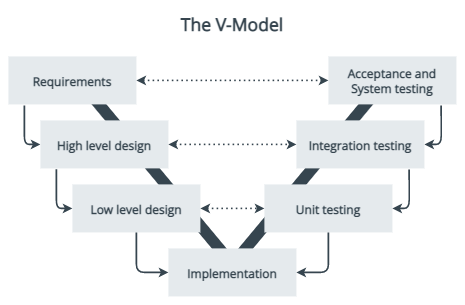 The V-Model
Requirements
Acceptance and
System testing
High level design
Integration testing
Low level design
Unit testing
Implementation